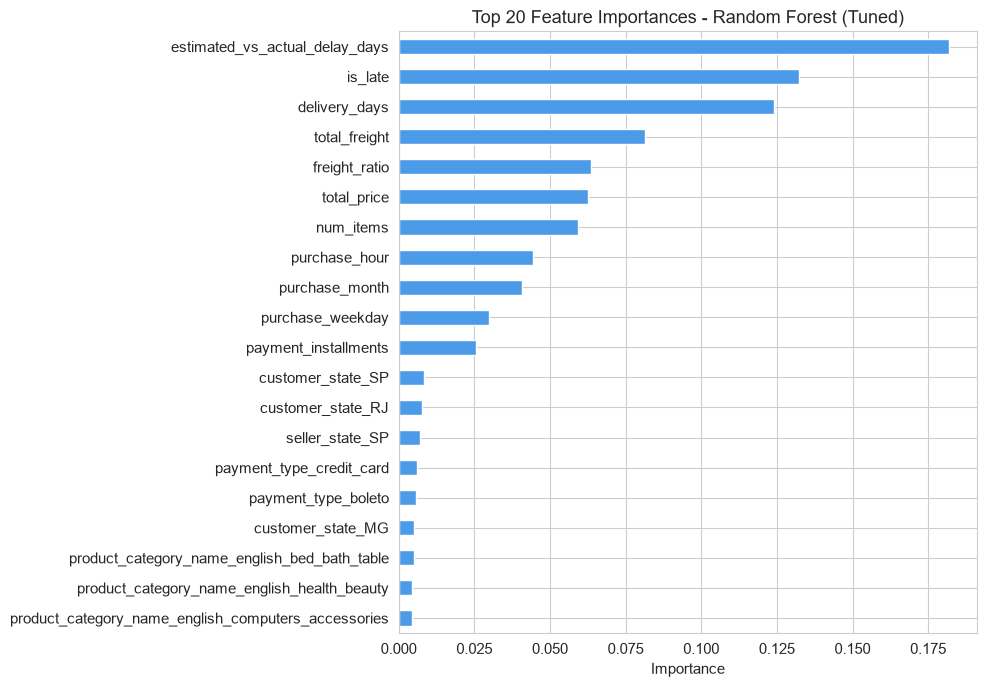 Top 20 Feature Importances - Random Forest (Tuned)
estimated_vs_actual_delay_days
is_late
delivery_days
total_freight
freight_ratio
total_price
num_items
purchase_hour
purchase_month
purchase_weekday
payment_installments
customer_state_SP
customer_state_RJ
seller_state_SP
payment_type_credit_card
payment_type_boleto
customer_state_MG
product_category_name_english_bed_bath_table
product_category_name_english_health_beauty
product_category_name_english_computers_accessories
0.000 0.025 0.050 0.075 0.100 0.125 0.150 0.175
Importance